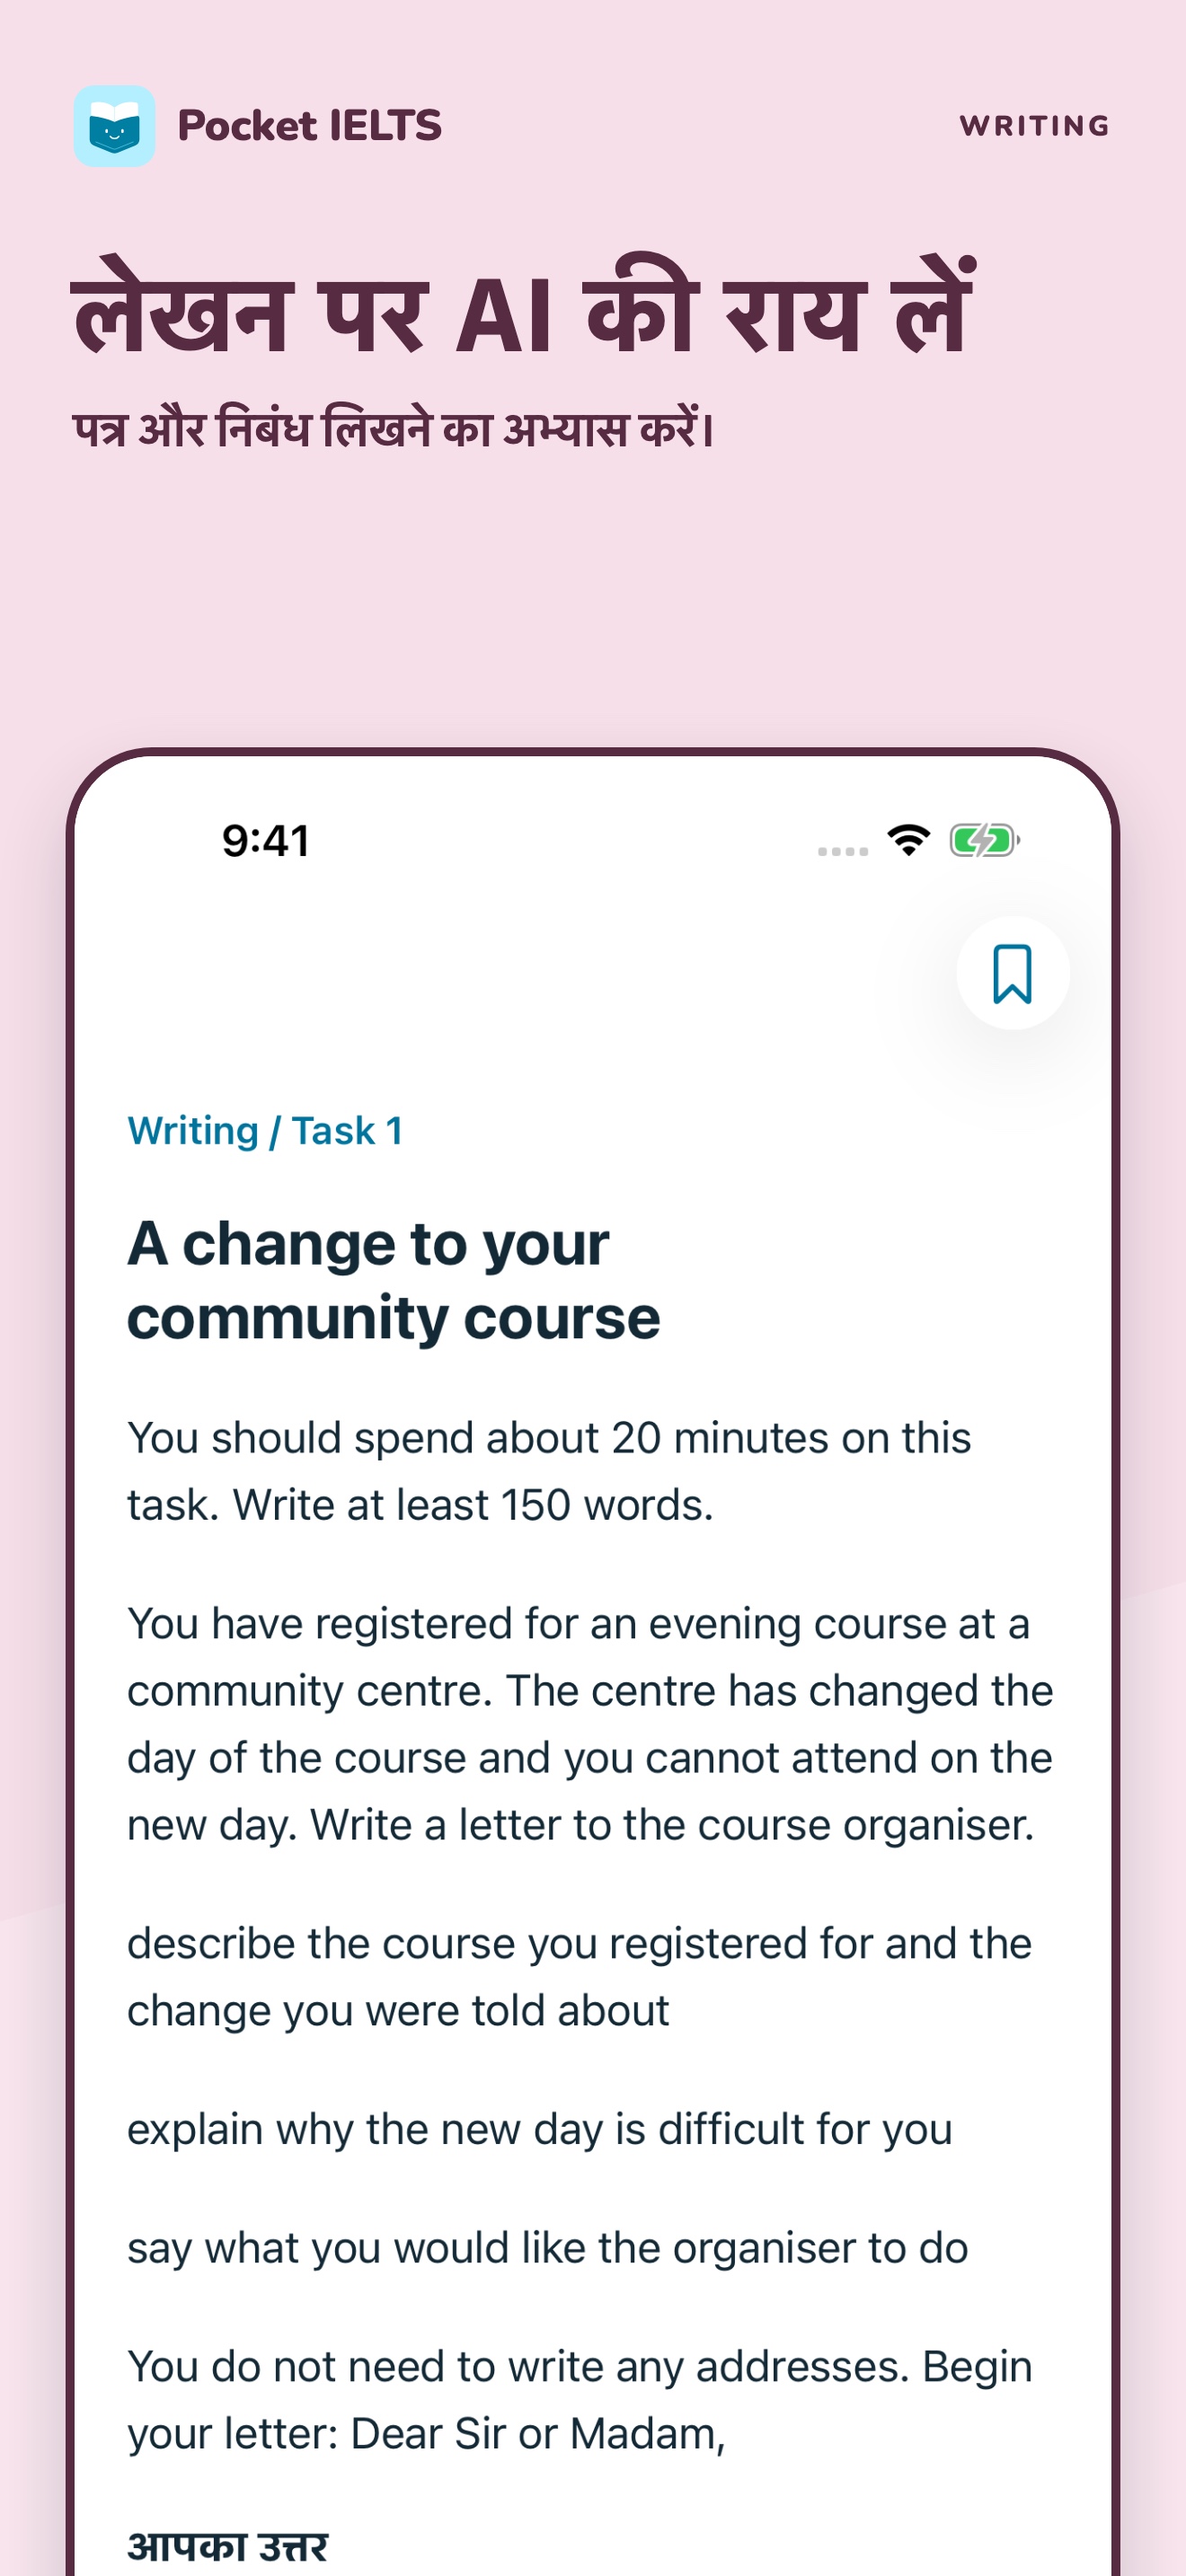 Pocket IELTS
WRITING
लेखन पर AI की राय लें
पत्र और निबंध लिखने का अभ्यास करें।
9:41
Writing / Task 1
A change to your
community course
You should spend about 20 minutes on this
task. Write at least 150 words.
You have registered for an evening course at a
community centre. The centre has changed the
day of the course and you cannot attend on the
new day. Write a letter to the course organiser.
describe the course you registered for and the
change you were told about
explain why the new day is difficult for you
say what you would like the organiser to do
You do not need to write any addresses. Begin
your letter: Dear Sir or Madam,
आपका उत्तर